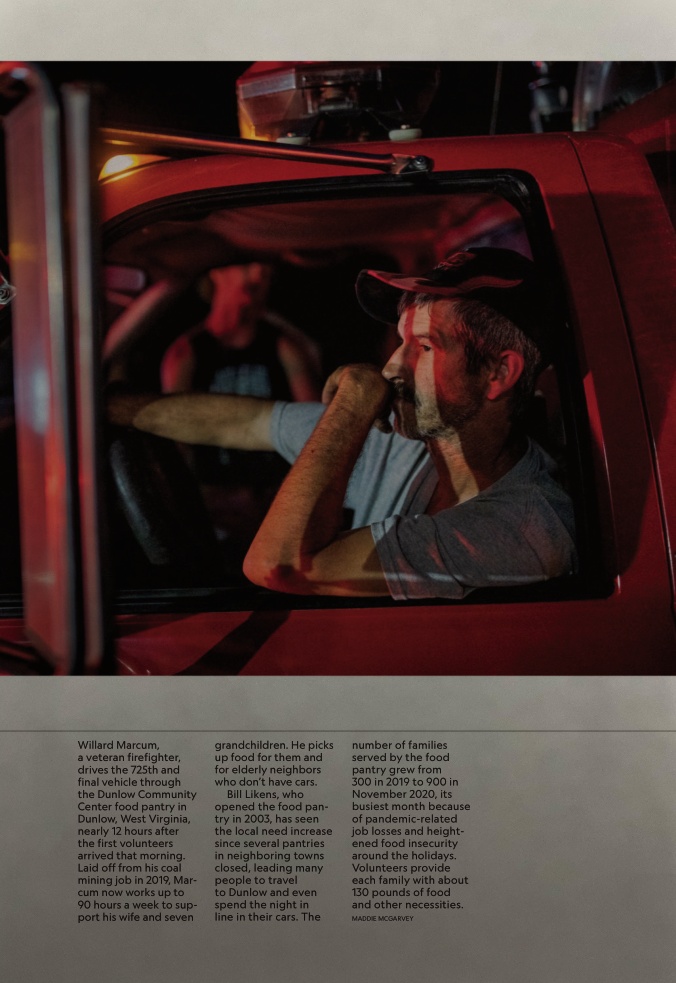 Willard Marcum,
a veteran firefighter,
drives the 725th and
final vehicle through
the Dunlow Community
Center food pantry in
Dunlow, West Virginia,
nearly 12 hours after
the first volunteers
arrived that morning.
Laid off from his coal
mining job in 2019, Mar-
cum now works up to
90 hours a week to sup-
port his wife and seven
grandchildren. He picks
up food for them and
for elderly neighbors
who don't have cars.
Bill Likens, who
opened the food pan-
try in 2003, has seen
the local need increase
since several pantries
in neighboring towns
closed, leading many
people to travel
to Dunlow and even
spend the night in
line in their cars. The
number of families
served by the food
pantry grew from
300 in 2019 to 900 in
November 2020, its
busiest month because
of pandemic-related
job losses and height-
ened food insecurity
around the holidays.
Volunteers provide
each family with about
130 pounds of food
and other necessities.
MADDIE MCGARVEY